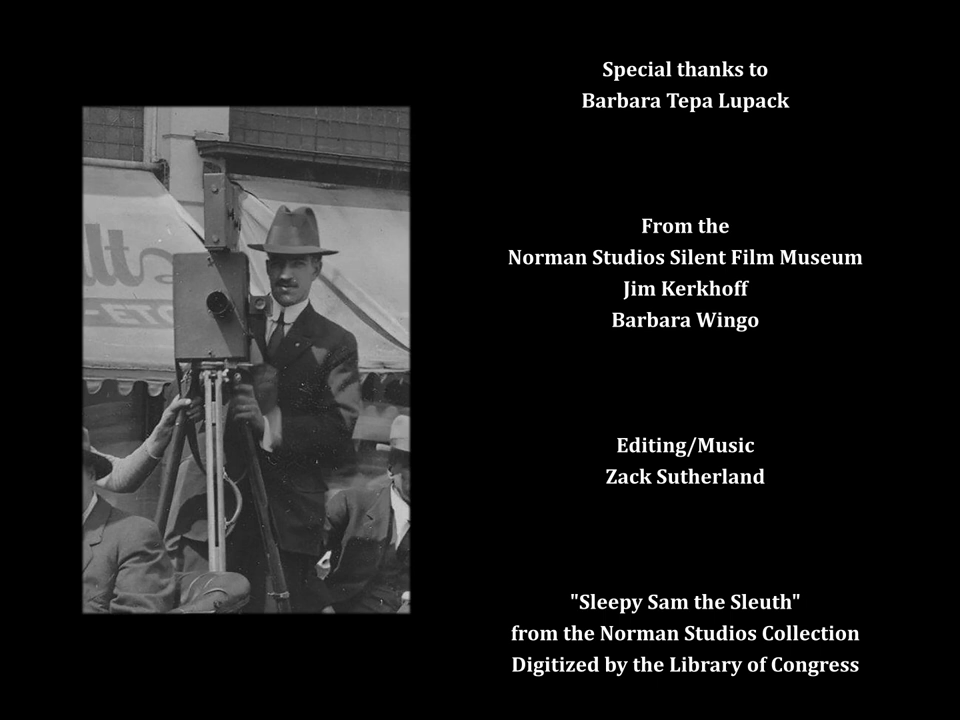 Special thanks to
Barbara Tepa Lupack
From the
Norman Studios Silent Film Museum
Jim Kerkhoff
Barbara Wingo
Editing/Music
Zack Sutherland
"Sleepy Sam the Sleuth"
from the Norman Studios Collection
Digitized by the Library of Congress